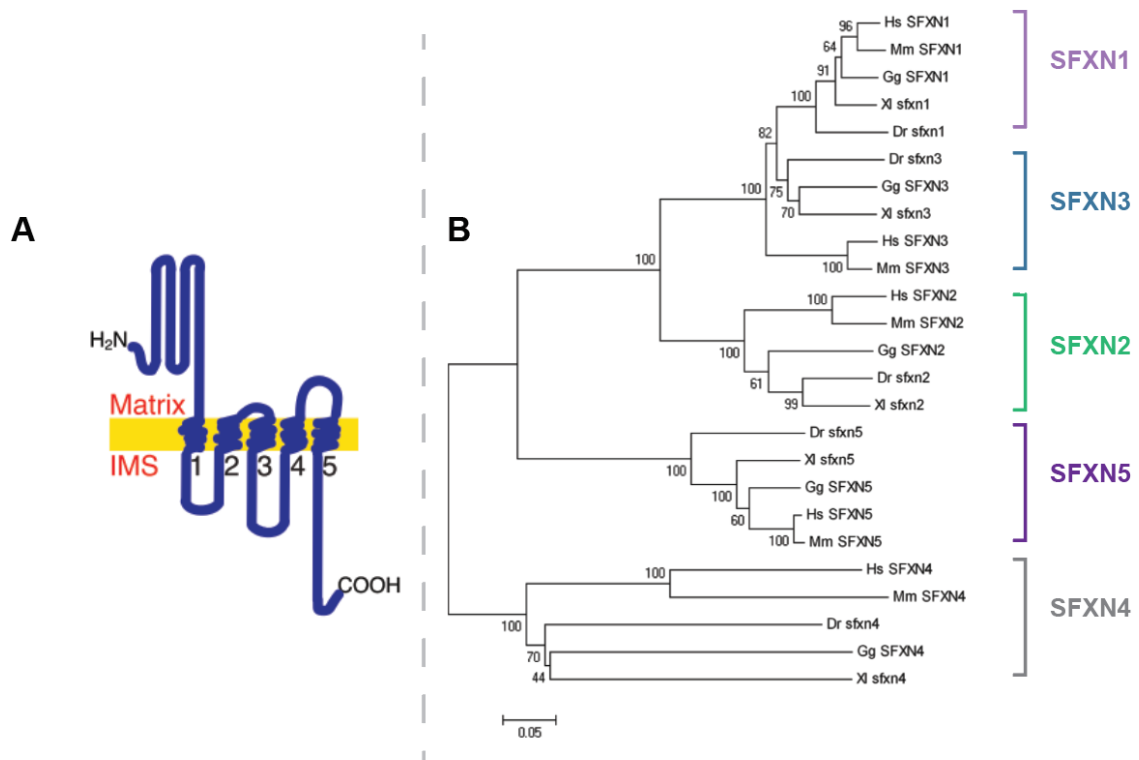 A
H₂N
Matrix
IMS
1 2 3 4 5
COOH
B
96
Hs SFXN1
64
Mm SFXN1
91
Gg SFXN1
100
Xl sfxn1
Dr sfxn1
SFXN1
82
Dr sfxn3
100
75
Gg SFXN3
70
Xl sfxn3
Hs SFXN3
100
Mm SFXN3
SFXN3
100
100
Hs SFXN2
Mm SFXN2
100
Gg SFXN2
61
Dr sfxn2
99
Xl sfxn2
SFXN2
Dr sfxn5
100
Xl sfxn5
100
Gg SFXN5
60
Hs SFXN5
100
Mm SFXN5
SFXN5
100
Hs SFXN4
Mm SFXN4
100
Dr sfxn4
70
Gg SFXN4
44
Xl sfxn4
SFXN4
0.05